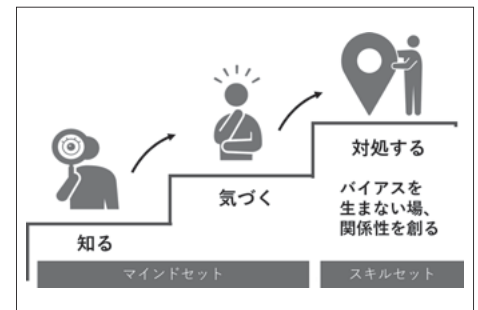 知る
気づく
対処する
バイアスを
生まない場、
関係性を創る
マインドセット
スキルセット